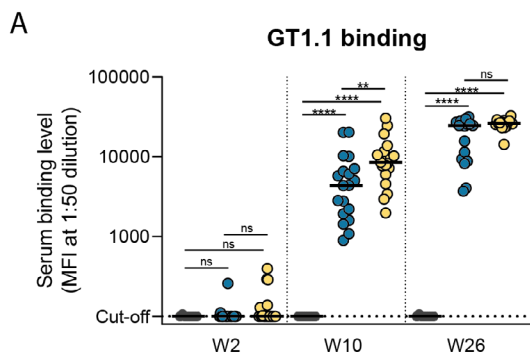 A
GT1.1 binding
Serum binding level
(MFI at 1:50 dilution)
100000
10000
1000
Cut-off
ns
ns
ns
****
****
**
****
****
ns
W2
W10
W26